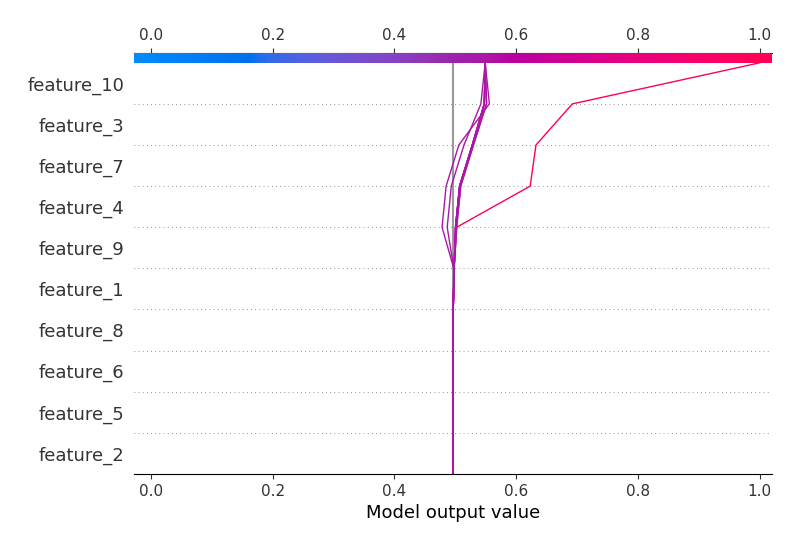 0.0 0.2 0.4 0.6 0.8 1.0
feature_10
feature_3
feature_7
feature_4
feature_9
feature_1
feature_8
feature_6
feature_5
feature_2
0.0 0.2 0.4 0.6 0.8 1.0
Model output value